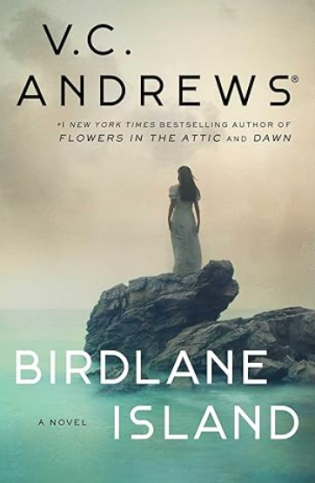 V.C.
ANDREWS®
#1 NEW YORK TIMES BESTSELLING AUTHOR OF
FLOWERS IN THE ATTIC AND DAWN
BIRDLANE
A NOVEL
ISLAND